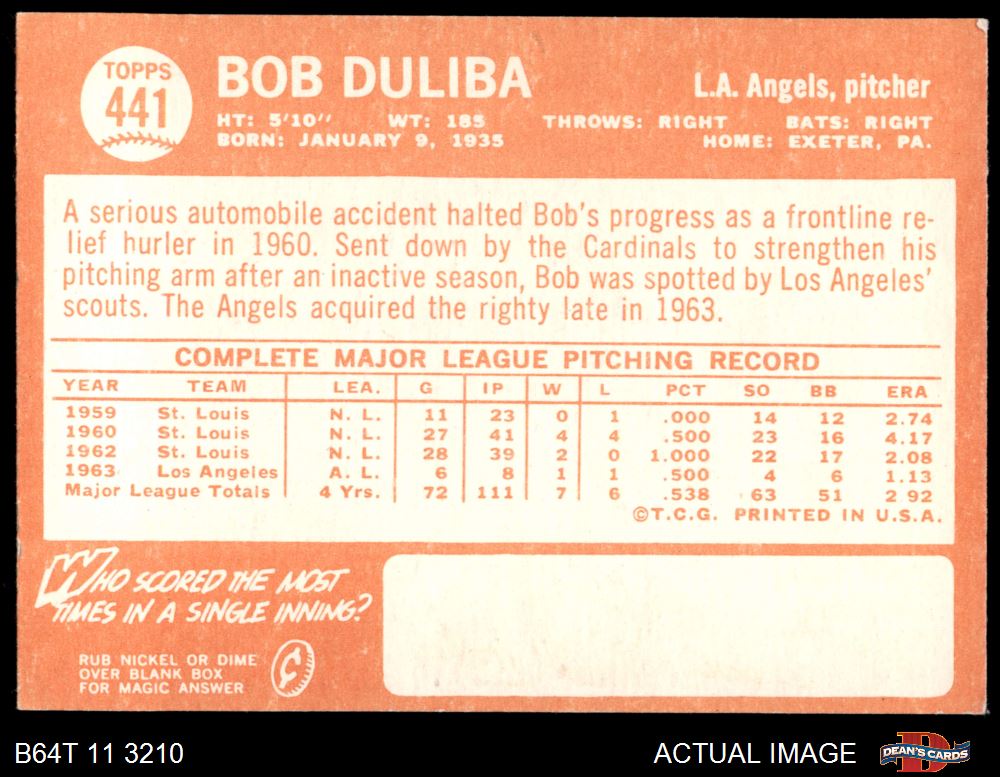 TOPPS
441
BOB DULIBA
L.A. Angels, pitcher
HT: 5'10" WT: 185 THROWS: RIGHT BATS: RIGHT
BORN: JANUARY 9, 1935 HOME: EXETER, PA.
A serious automobile accident halted Bob's progress as a frontline re-
lief hurler in 1960. Sent down by the Cardinals to strengthen his
pitching arm after an inactive season, Bob was spotted by Los Angeles'
scouts. The Angels acquired the righty late in 1963.
COMPLETE MAJOR LEAGUE PITCHING RECORD
YEAR TEAM LEA. G IP W L PCT SO BB ERA
1959 St. Louis N. L. 11 23 0 1 .000 14 12 2.74
1960 St. Louis N. L. 27 41 4 4 .500 23 16 4.17
1962 St. Louis N. L. 28 39 2 0 1.000 22 17 2.08
1963 Los Angeles A. L. 6 8 1 1 .500 4 6 1.13
Major League Totals 4 Yrs. 72 111 7 6 .538 63 51 2 92
©T.C.G. PRINTED IN U.S.A.
WHO SCORED THE MOST
TIMES IN A SINGLE INNING?
RUB NICKEL OR DIME
OVER BLANK BOX
FOR MAGIC ANSWER
¢
B64T 11 3210
ACTUAL IMAGE
D
DEAN'S CARDS